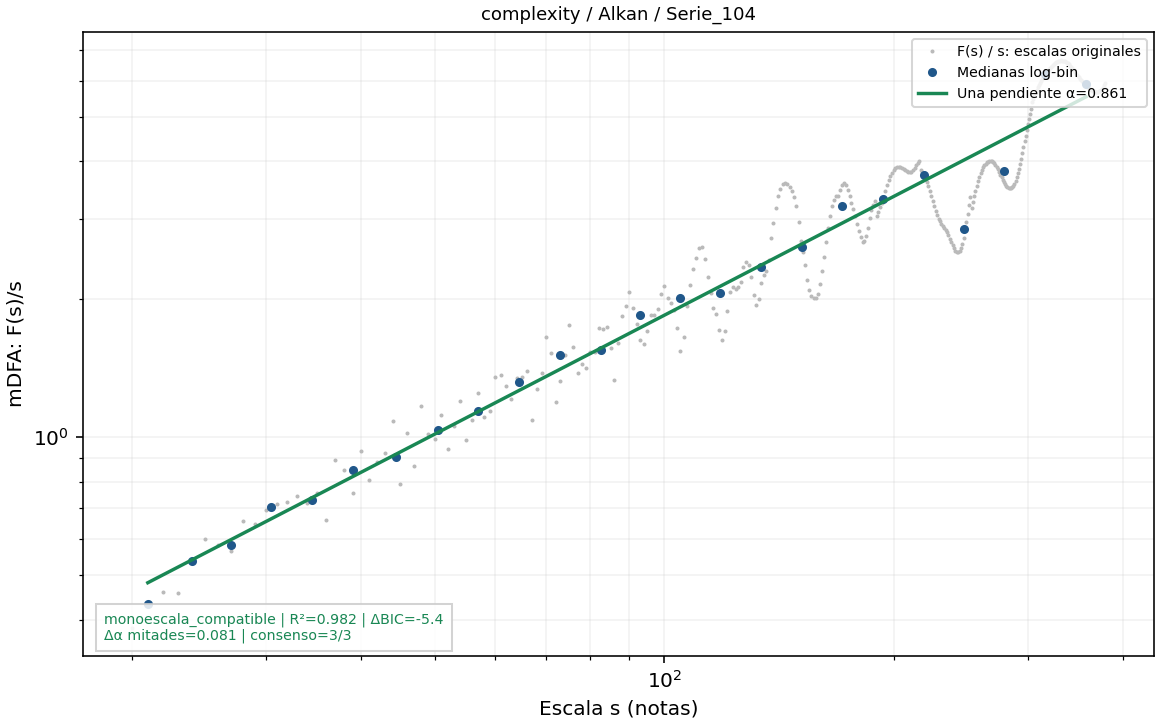 complexity / Alkan / Serie_104
F(s) / s: escalas originales
Medianas log-bin
Una pendiente α=0.861
mDFA: F(s)/s
10⁰
monoescala_compatible | R²=0.982 | ΔBIC=-5.4
Δα mitades=0.081 | consenso=3/3
10²
Escala s (notas)